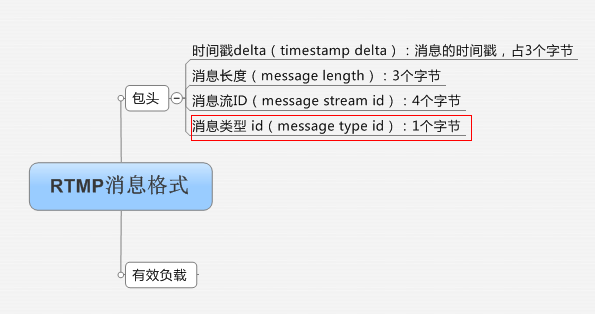 时间戳delta（timestamp delta）：消息的时间戳，占3个字节
包头
消息长度（message length）：3个字节
消息流ID（message stream id）：4个字节
消息类型 id（message type id）：1个字节
RTMP消息格式
有效负载